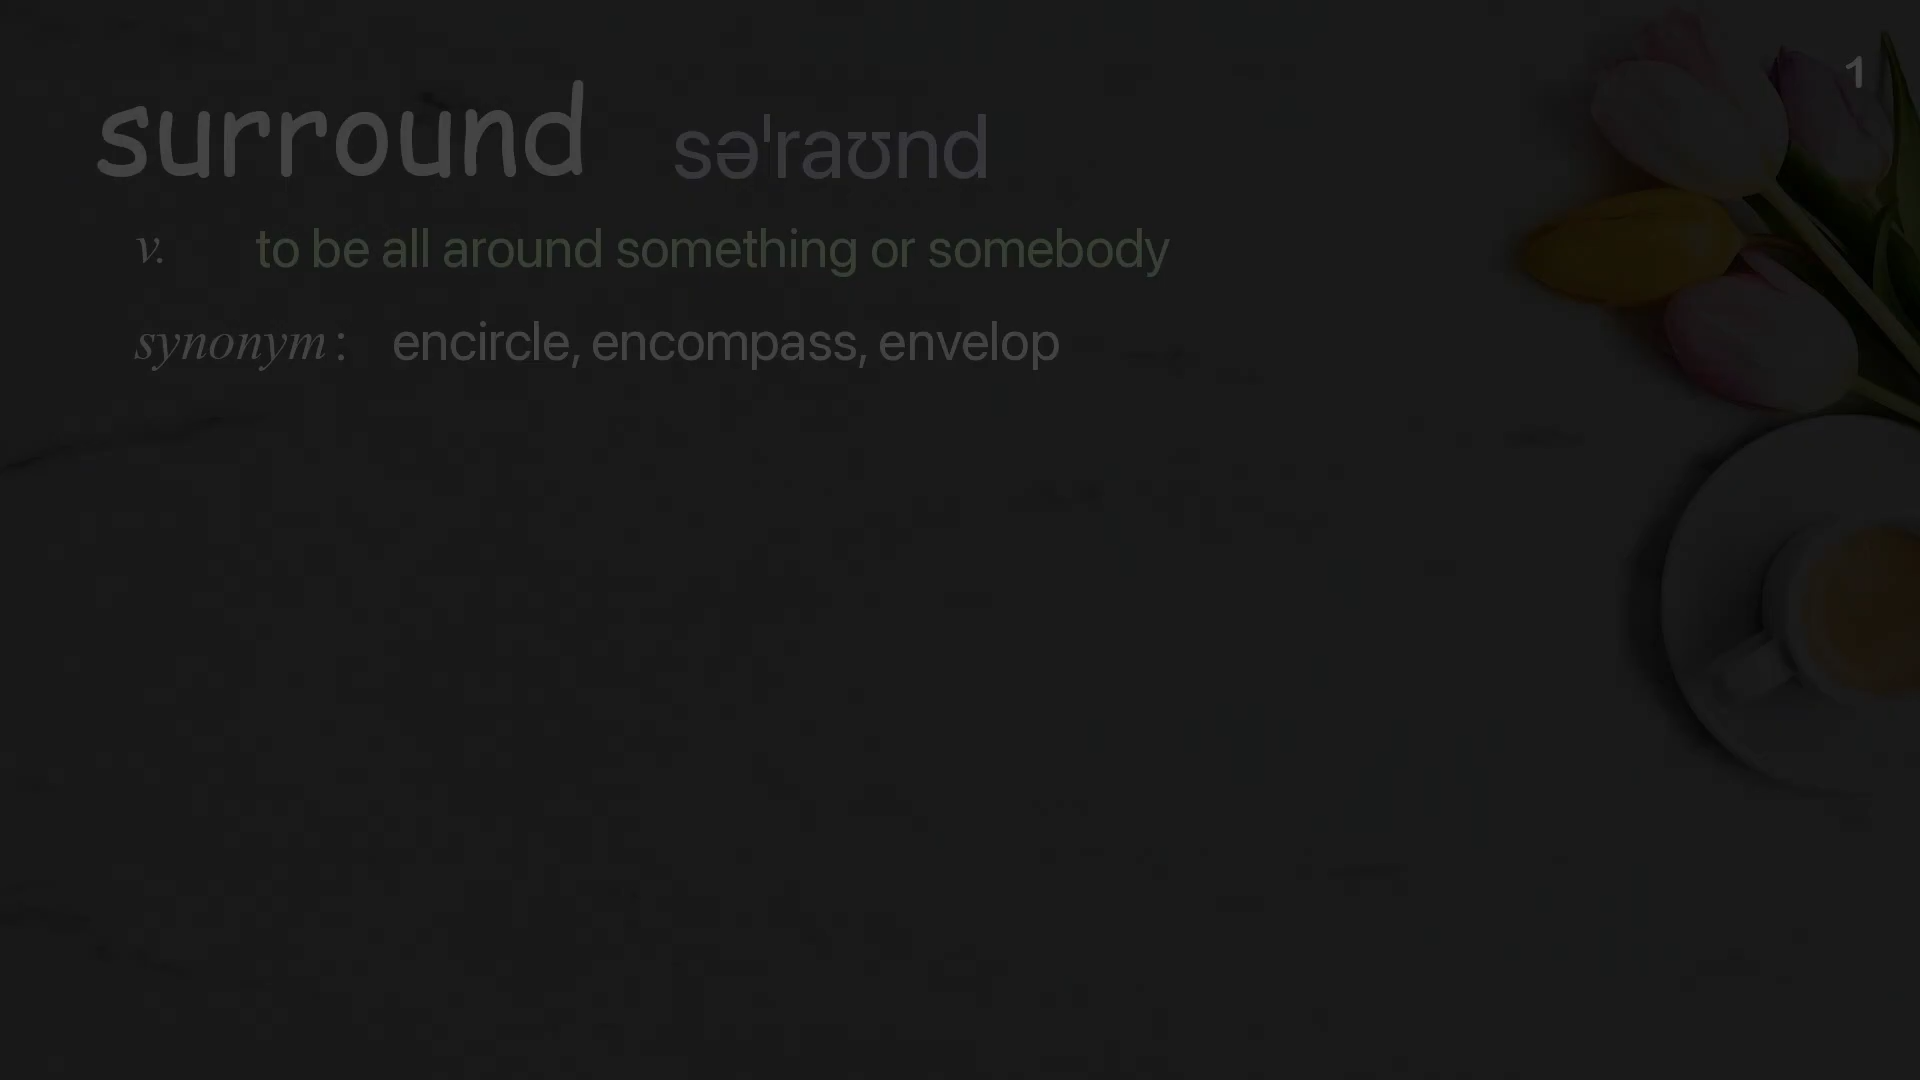 1
surround səˈraʊnd
v. to be all around something or somebody
synonym : encircle, encompass, envelop